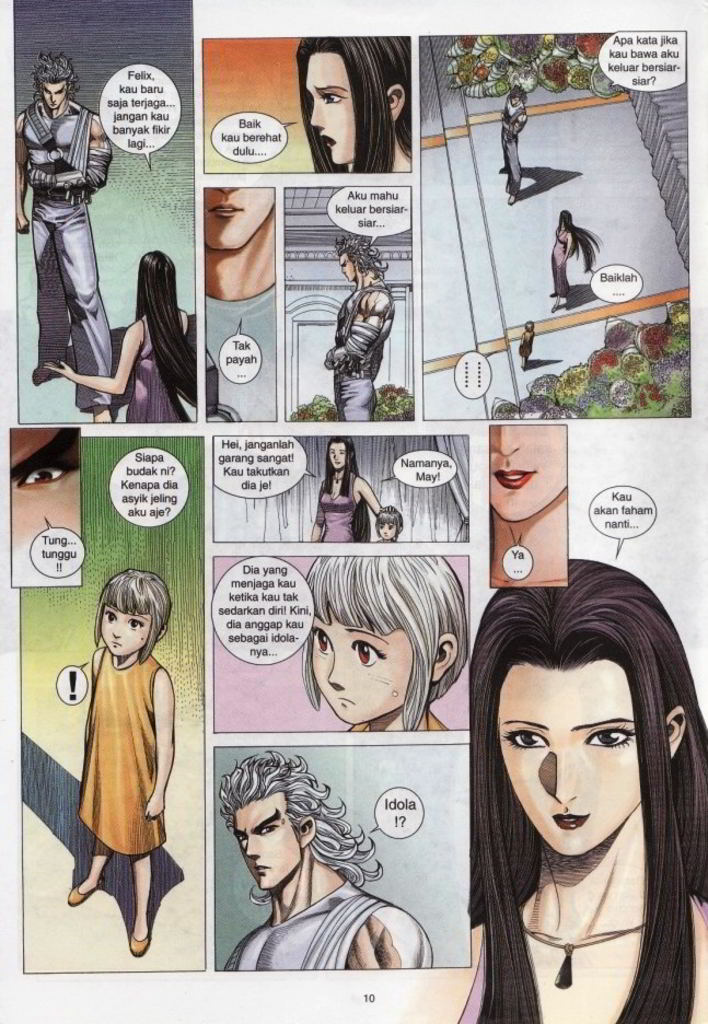 Felix,
kau baru
saja terjaga...
jangan kau
banyak fikir
lagi...
Baik
kau berehat
dulu....
Tak
payah
...
Aku mahu
keluar bersiar-
siar...
Apa kata jika
kau bawa aku
keluar bersiar-
siar?
Baiklah
...
Tung...
tunggu
!!
Siapa
budak ni?
Kenapa dia
asyik jeling
aku aje?
!
Hei, janganlah
garang sangat!
Kau takutkan
dia je!
Namanya,
May!
Dia yang
menjaga kau
ketika kau tak
sedarkan diri! Kini,
dia anggap kau
sebagai idola-
nya...
Idola
!?
Ya
...
Kau
akan faham
nanti...
10